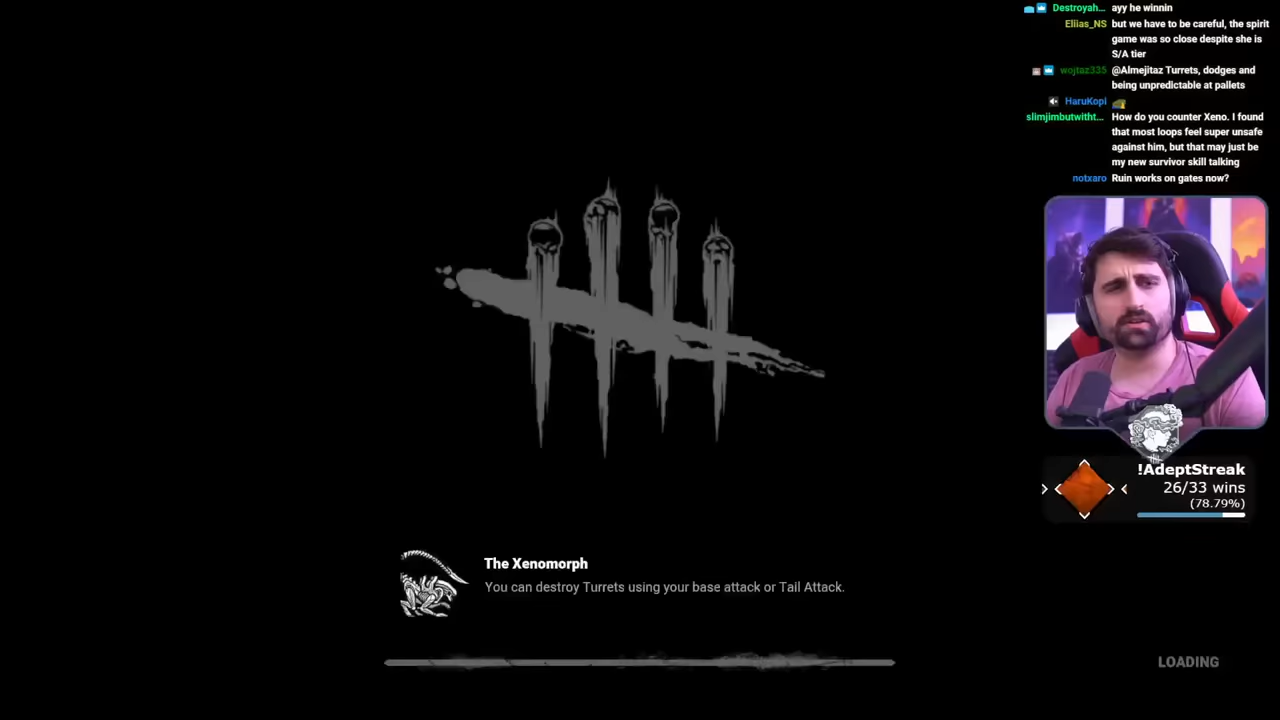 Destroyah... ayy he winnin
Eliias_NS but we have to be careful, the spirit
game was so close despite she is
S/A tier
wojtaz335 @Almejitaz Turrets, dodges and
being unpredictable at pallets
HaruKopi
slimjimbutwitht... How do you counter Xeno. I found
that most loops feel super unsafe
against him, but that may just be
my new survivor skill talking
notxaro Ruin works on gates now?
!AdeptStreak
26/33 wins
(78.79%)
The Xenomorph
You can destroy Turrets using your base attack or Tail Attack.
LOADING